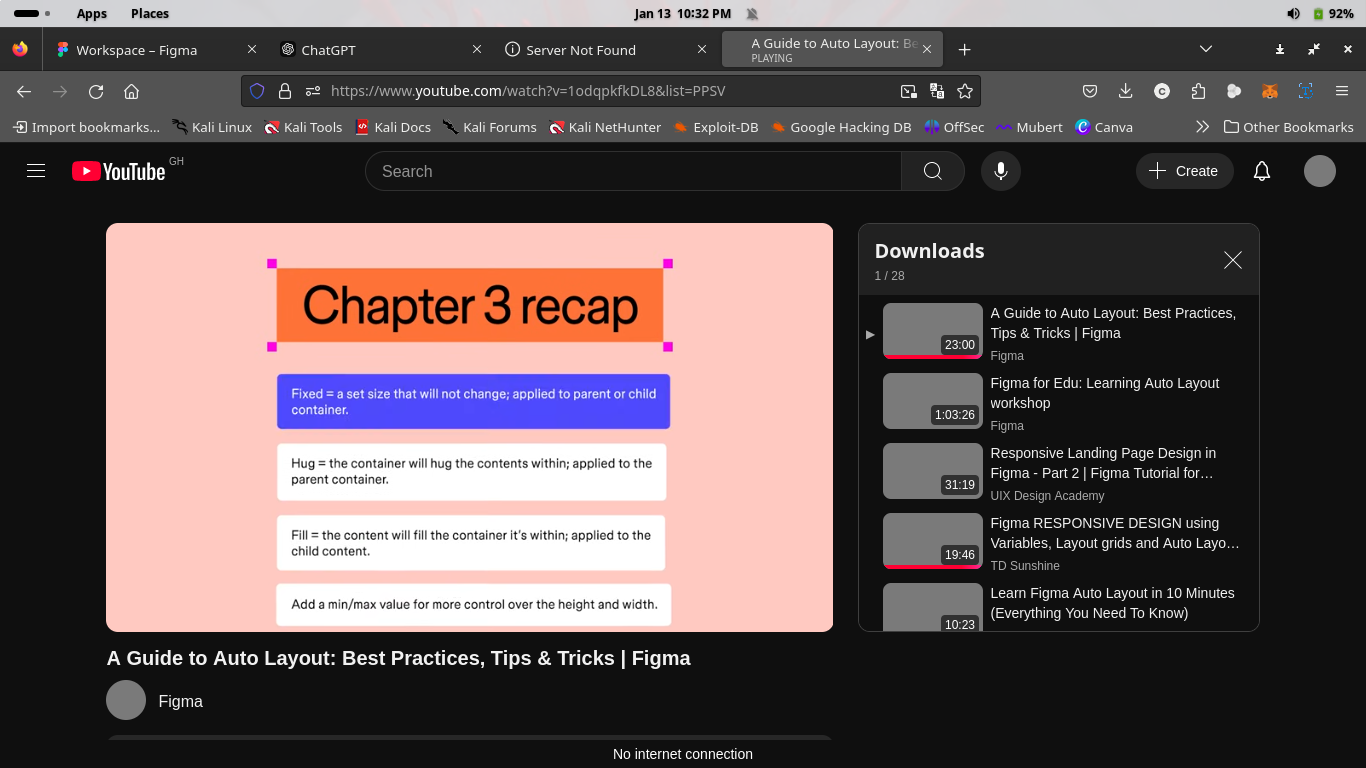 Apps Places Jan 13 10:32 PM 92%
Workspace – Figma ChatGPT Server Not Found A Guide to Auto Layout: Be
PLAYING
https://www.youtube.com/watch?v=1odqpkfkDL8&list=PPSV
Import bookmarks... Kali Linux Kali Tools Kali Docs Kali Forums Kali NetHunter Exploit-DB Google Hacking DB OffSec Mubert Canva Other Bookmarks
YouTube GH Search Create
Chapter 3 recap
Fixed = a set size that will not change; applied to parent or child
container.
Hug = the container will hug the contents within; applied to the
parent container.
Fill = the content will fill the container it's within; applied to the
child content.
Add a min/max value for more control over the height and width.
A Guide to Auto Layout: Best Practices, Tips & Tricks | Figma
Figma
Downloads
1 / 28
A Guide to Auto Layout: Best Practices,
Tips & Tricks | Figma
23:00
Figma
Figma for Edu: Learning Auto Layout
workshop
1:03:26
Figma
Responsive Landing Page Design in
Figma - Part 2 | Figma Tutorial for…
31:19
UIX Design Academy
Figma RESPONSIVE DESIGN using
Variables, Layout grids and Auto Layo…
19:46
TD Sunshine
Learn Figma Auto Layout in 10 Minutes
(Everything You Need To Know)
10:23
No internet connection